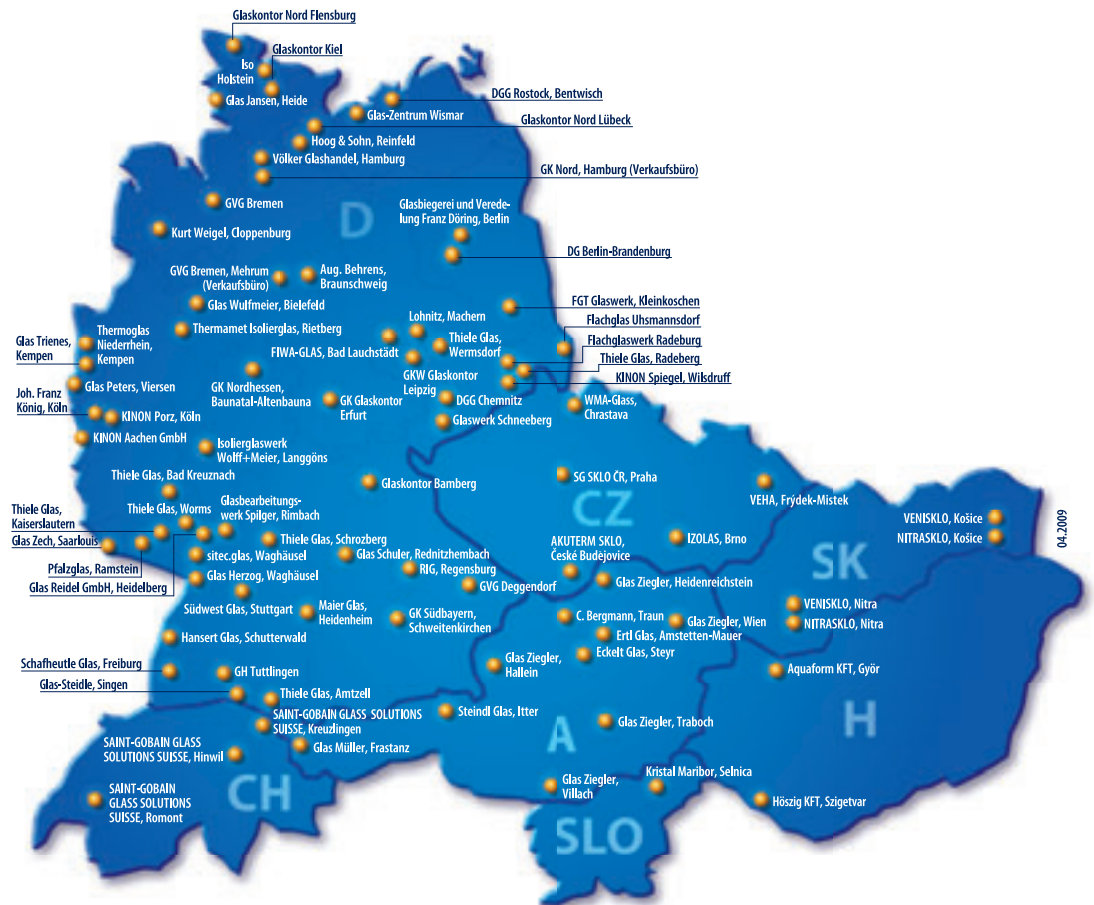 Glaskontor Nord Flensburg
Glaskontor Kiel
Iso
Holstein
Glas Jansen, Heide
DGG Rostock, Bentwisch
Glas-Zentrum Wismar
Glaskontor Nord Lübeck
Hoog & Sohn, Reinfeld
Völker Glashandel, Hamburg
GK Nord, Hamburg (Verkaufsbüro)
GVG Bremen
Glasbiegerei und Verede-
lung Franz Döring, Berlin
D
Kurt Weigel, Cloppenburg
DG Berlin-Brandenburg
GVG Bremen, Mehrum
(Verkaufsbüro)
Aug. Behrens,
Braunschweig
Glas Wulfmeier, Bielefeld
FGT Glaswerk, Kleinkoschen
Lohnitz, Machern
Flachglas Uhsmannsdorf
Thermamet Isolierglas, Rietberg
Thermoglas
Niederrhein,
Kempen
Glas Trienes,
Kempen
Thiele Glas,
Wermsdorf
Flachglaswerk Radeburg
FIWA-GLAS, Bad Lauchstädt
Thiele Glas, Radeberg
GKW Glaskontor
Leipzig
KINON Spiegel, Wilsdruff
Glas Peters, Viersen
GK Nordhessen,
Baunatal-Altenbauna
Joh. Franz
König, Köln
GK Glaskontor
Erfurt
DGG Chemnitz
WMA-Glass,
Chrastava
KINON Porz, Köln
Glaswerk Schneeberg
KINON Aachen GmbH
Isolierglaswerk
Wolff+Meier, Langgöns
Thiele Glas, Bad Kreuznach
Glaskontor Bamberg
SG SKLO ČR, Praha
VEHA, Frýdek-Mistek
CZ
Thiele Glas,
Kaiserslautern
Thiele Glas, Worms
Glasbearbeitungs-
werk Spilger, Rimbach
VENISKLO, Košice
NITRASKLO, Košice
04.2009
Glas Zech, Saarlouis
Thiele Glas, Schrozberg
IZOLAS, Brno
AKUTERM SKLO,
České Budejovice
SK
Pfalzglas, Ramstein
sitec.glas, Waghäusel
Glas Schuler, Rednitzhembach
RIG, Regensburg
Glas Reidel GmbH, Heidelberg
Glas Herzog, Waghäusel
GVG Deggendorf
Glas Ziegler, Heidenreichstein
Südwest Glas, Stuttgart
Maier Glas,
Heidenheim
GK Südbayern,
Schweitenkirchen
C. Bergmann, Traun
Glas Ziegler, Wien
VENISKLO, Nitra
NITRASKLO, Nitra
Hansert Glas, Schutterwald
Ertl Glas, Amstetten-Mauer
Eckelt Glas, Steyr
Schafheutle Glas, Freiburg
GH Tuttlingen
Glas Ziegler,
Hallein
Aquaform KFT, Györ
Glas-Steidle, Singen
Thiele Glas, Amtzell
Steindl Glas, Itter
SAINT-GOBAIN GLASS SOLUTIONS
SUISSE, Kreuzlingen
Glas Ziegler, Traboch
A
H
SAINT-GOBAIN GLASS
SOLUTIONS SUISSE, Hinwil
Glas Müller, Frastanz
CH
SAINT-GOBAIN
GLASS SOLUTIONS
SUISSE, Romont
Glas Ziegler,
Villach
Kristal Maribor, Selnica
Höszig KFT, Szigetvar
SLO